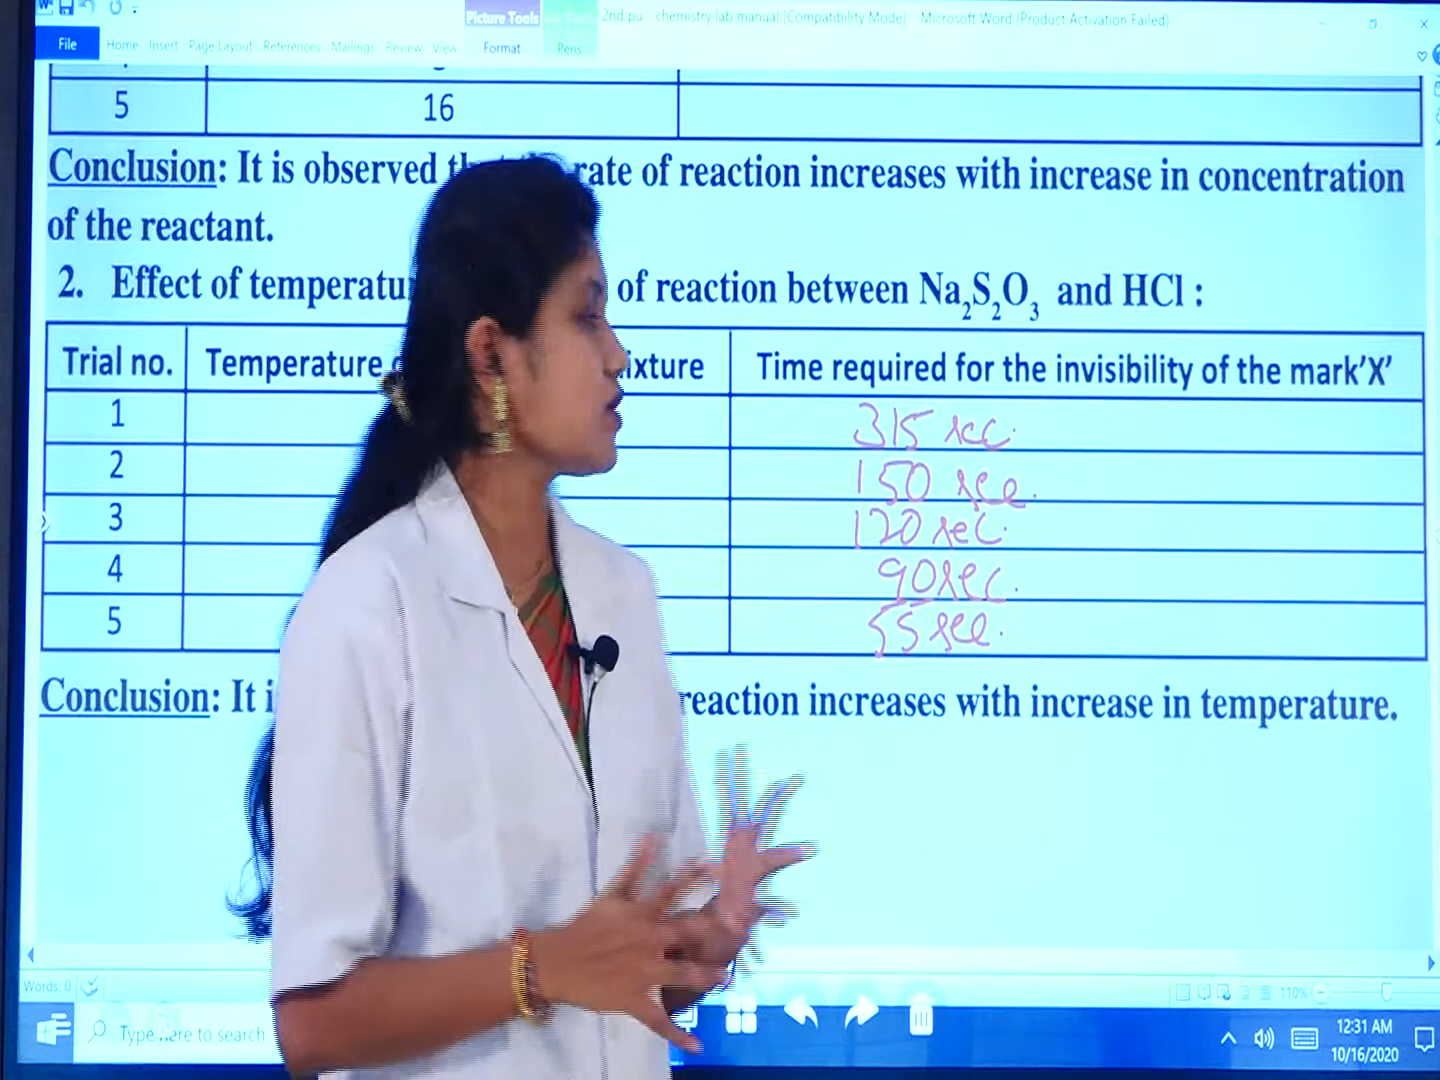 Picture Tools
2nd pu - chemistry lab manual [Compatibility Mode] - Microsoft Word (Product Activation Failed)
File Home Insert Page Layout References Mailings Review View Format Pens
5 16
Conclusion: It is observed rate of reaction increases with increase in concentration
of the reactant.
2. Effect of of reaction between Na2S2O3 and HCl :
Trial no. Temperature Time required for the invisibility of the mark'X'
1 315 sec.
2 150 sec.
3 120 sec.
4 90sec.
5 55 sec.
Conclusion: It reaction increases with increase in temperature.
Words: 0
110%
Type here to search
12:31 AM
10/16/2020